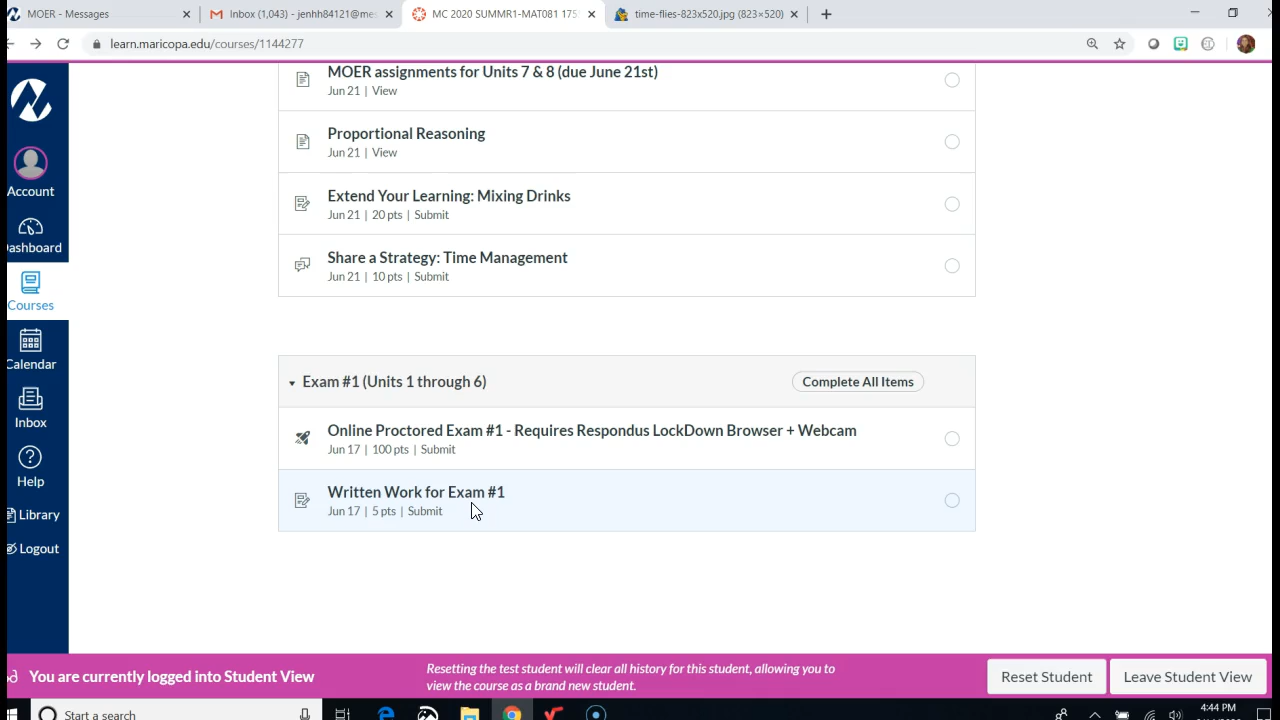 MOER - Messages
Inbox (1,043) - jenhh84121@me
MC 2020 SUMMR1-MAT081 175
time-flies-823x520.jpg (823×520)
learn.maricopa.edu/courses/1144277
MOER assignments for Units 7 & 8 (due June 21st)
Jun 21 | View
Proportional Reasoning
Jun 21 | View
Extend Your Learning: Mixing Drinks
Jun 21 | 20 pts | Submit
Share a Strategy: Time Management
Jun 21 | 10 pts | Submit
Account
Dashboard
Courses
Calendar
Inbox
Help
Library
Logout
Exam #1 (Units 1 through 6)
Complete All Items
Online Proctored Exam #1 - Requires Respondus LockDown Browser + Webcam
Jun 17 | 100 pts | Submit
Written Work for Exam #1
Jun 17 | 5 pts | Submit
You are currently logged into Student View
Resetting the test student will clear all history for this student, allowing you to
view the course as a brand new student.
Reset Student
Leave Student View
Start a search
4:44 PM